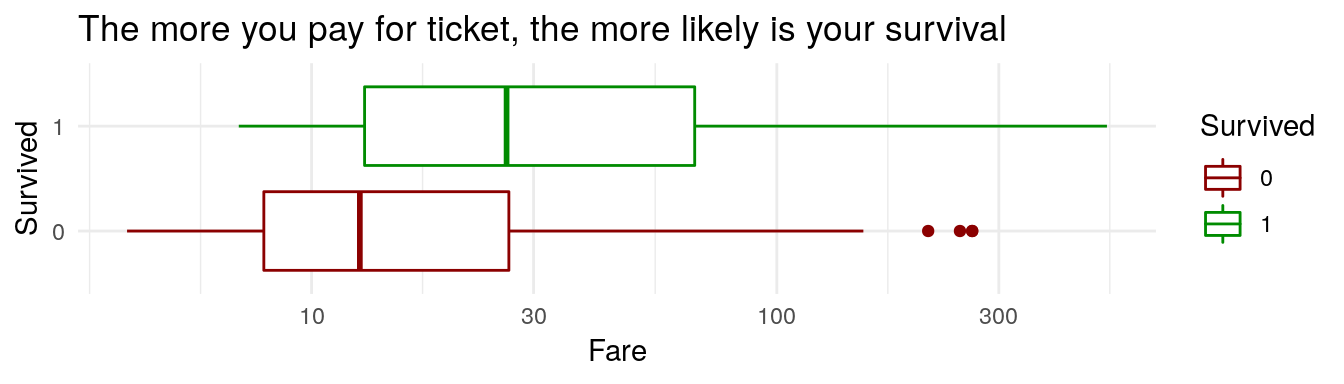 The more you pay for ticket, the more likely is your survival
Survived
1
0
10 30 100 300
Fare
Survived
0
1